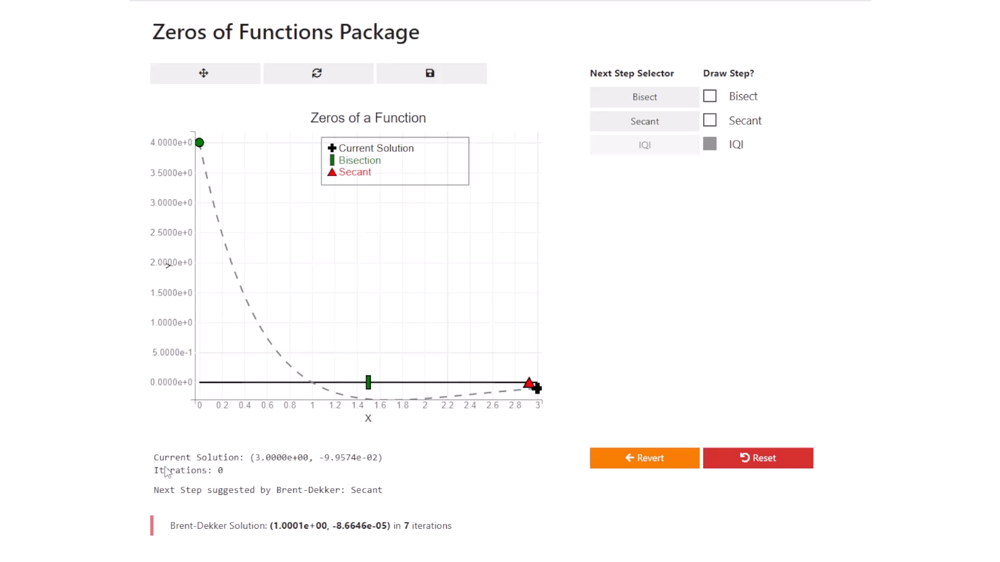 Zeros of Functions Package
Next Step Selector
Draw Step?
Bisect
Bisect
Secant
Secant
IQI
IQI
Zeros of a Function
Current Solution
Bisection
Secant
4.0000e+0
3.5000e+0
3.0000e+0
2.5000e+0
2.0000e+0
1.5000e+0
1.0000e+0
5.0000e-1
0.0000e+0
Y
0 0.2 0.4 0.6 0.8 1 1.2 1.4 1.6 1.8 2 2.2 2.4 2.6 2.8 3
X
Current Solution: (3.0000e+00, -9.9574e-02)
Iterations: 0
Next Step suggested by Brent-Dekker: Secant
Revert
Reset
Brent-Dekker Solution: (1.0001e+00, -8.6646e-05) in 7 iterations